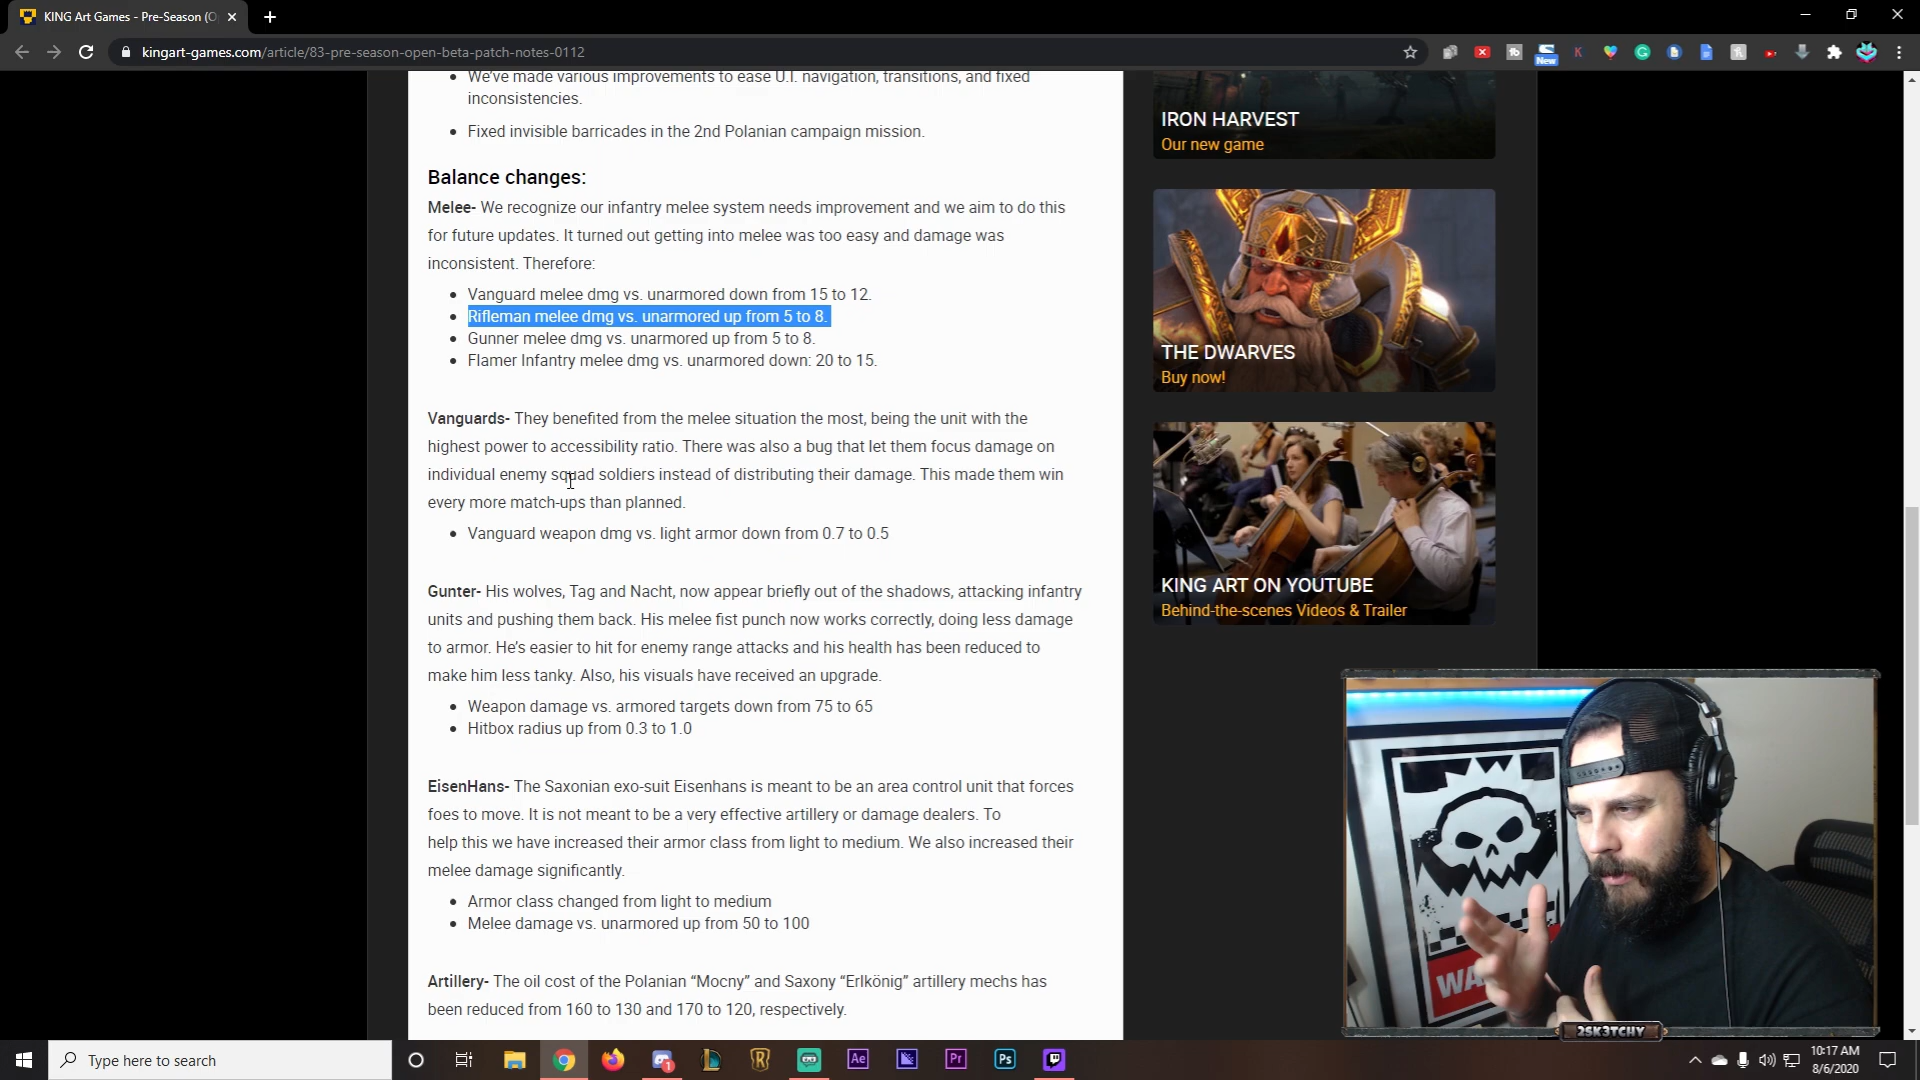 KING Art Games - Pre-Season (O
kingart-games.com/article/83-pre-season-open-beta-patch-notes-0112
New
We've made various improvements to ease U.I. navigation, transitions, and fixed
inconsistencies.
Fixed invisible barricades in the 2nd Polanian campaign mission.
Balance changes:
Melee- We recognize our infantry melee system needs improvement and we aim to do this
for future updates. It turned out getting into melee was too easy and damage was
inconsistent. Therefore:
Vanguard melee dmg vs. unarmored down from 15 to 12.
Rifleman melee dmg vs. unarmored up from 5 to 8.
Gunner melee dmg vs. unarmored up from 5 to 8.
Flamer Infantry melee dmg vs. unarmored down: 20 to 15.
Vanguards- They benefited from the melee situation the most, being the unit with the
highest power to accessibility ratio. There was also a bug that let them focus damage on
individual enemy squad soldiers instead of distributing their damage. This made them win
every more match-ups than planned.
Vanguard weapon dmg vs. light armor down from 0.7 to 0.5
Gunter- His wolves, Tag and Nacht, now appear briefly out of the shadows, attacking infantry
units and pushing them back. His melee fist punch now works correctly, doing less damage
to armor. He's easier to hit for enemy range attacks and his health has been reduced to
make him less tanky. Also, his visuals have received an upgrade.
Weapon damage vs. armored targets down from 75 to 65
Hitbox radius up from 0.3 to 1.0
EisenHans- The Saxonian exo-suit Eisenhans is meant to be an area control unit that forces
foes to move. It is not meant to be a very effective artillery or damage dealers. To
help this we have increased their armor class from light to medium. We also increased their
melee damage significantly.
Armor class changed from light to medium
Melee damage vs. unarmored up from 50 to 100
Artillery- The oil cost of the Polanian “Mocny” and Saxony “Erlkönig” artillery mechs has
been reduced from 160 to 130 and 170 to 120, respectively.
IRON HARVEST
Our new game
THE DWARVES
Buy now!
KING ART ON YOUTUBE
Behind-the-scenes Videos & Trailer
WA
2SK3TCHY
Type here to search
1
Ae
Pr
Ps
10:17 AM
8/6/2020